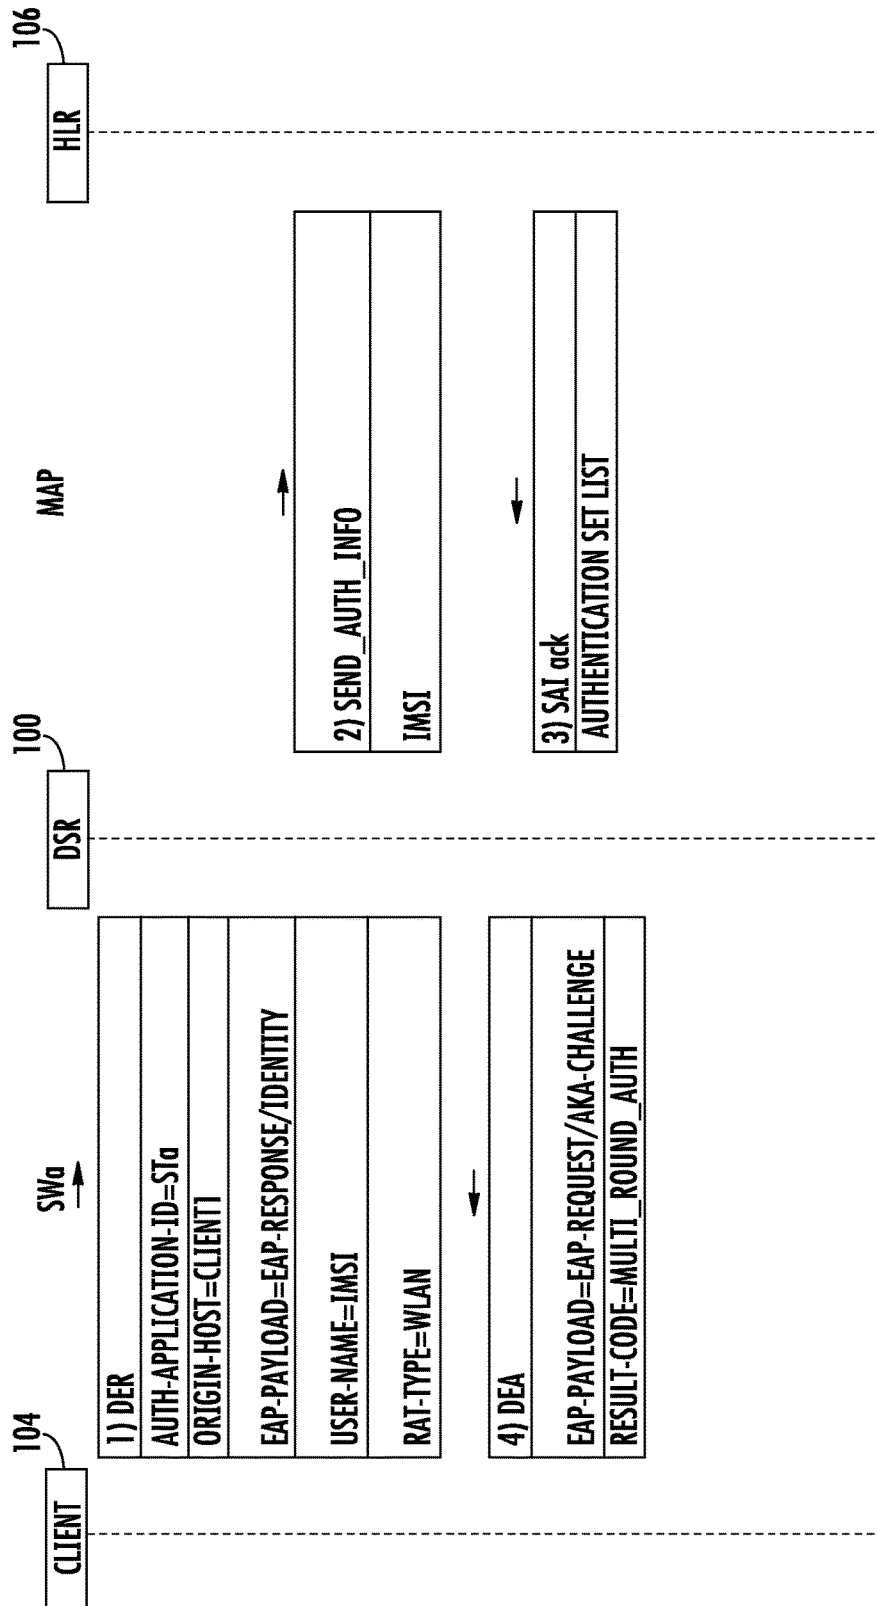 CLIENT
104
DSR
100
HLR
106
SWa
MAP
1) DER
AUTH-APPLICATION-ID=STa
ORIGIN-HOST=CLIENT1
EAP-PAYLOAD=EAP-RESPONSE/IDENTITY
USER-NAME=IMSI
RAT-TYPE=WLAN
2) SEND_AUTH_INFO
IMSI
3) SAI ack
AUTHENTICATION SET LIST
4) DEA
EAP-PAYLOAD=EAP-REQUEST/AKA-CHALLENGE
RESULT-CODE=MULTI_ROUND_AUTH